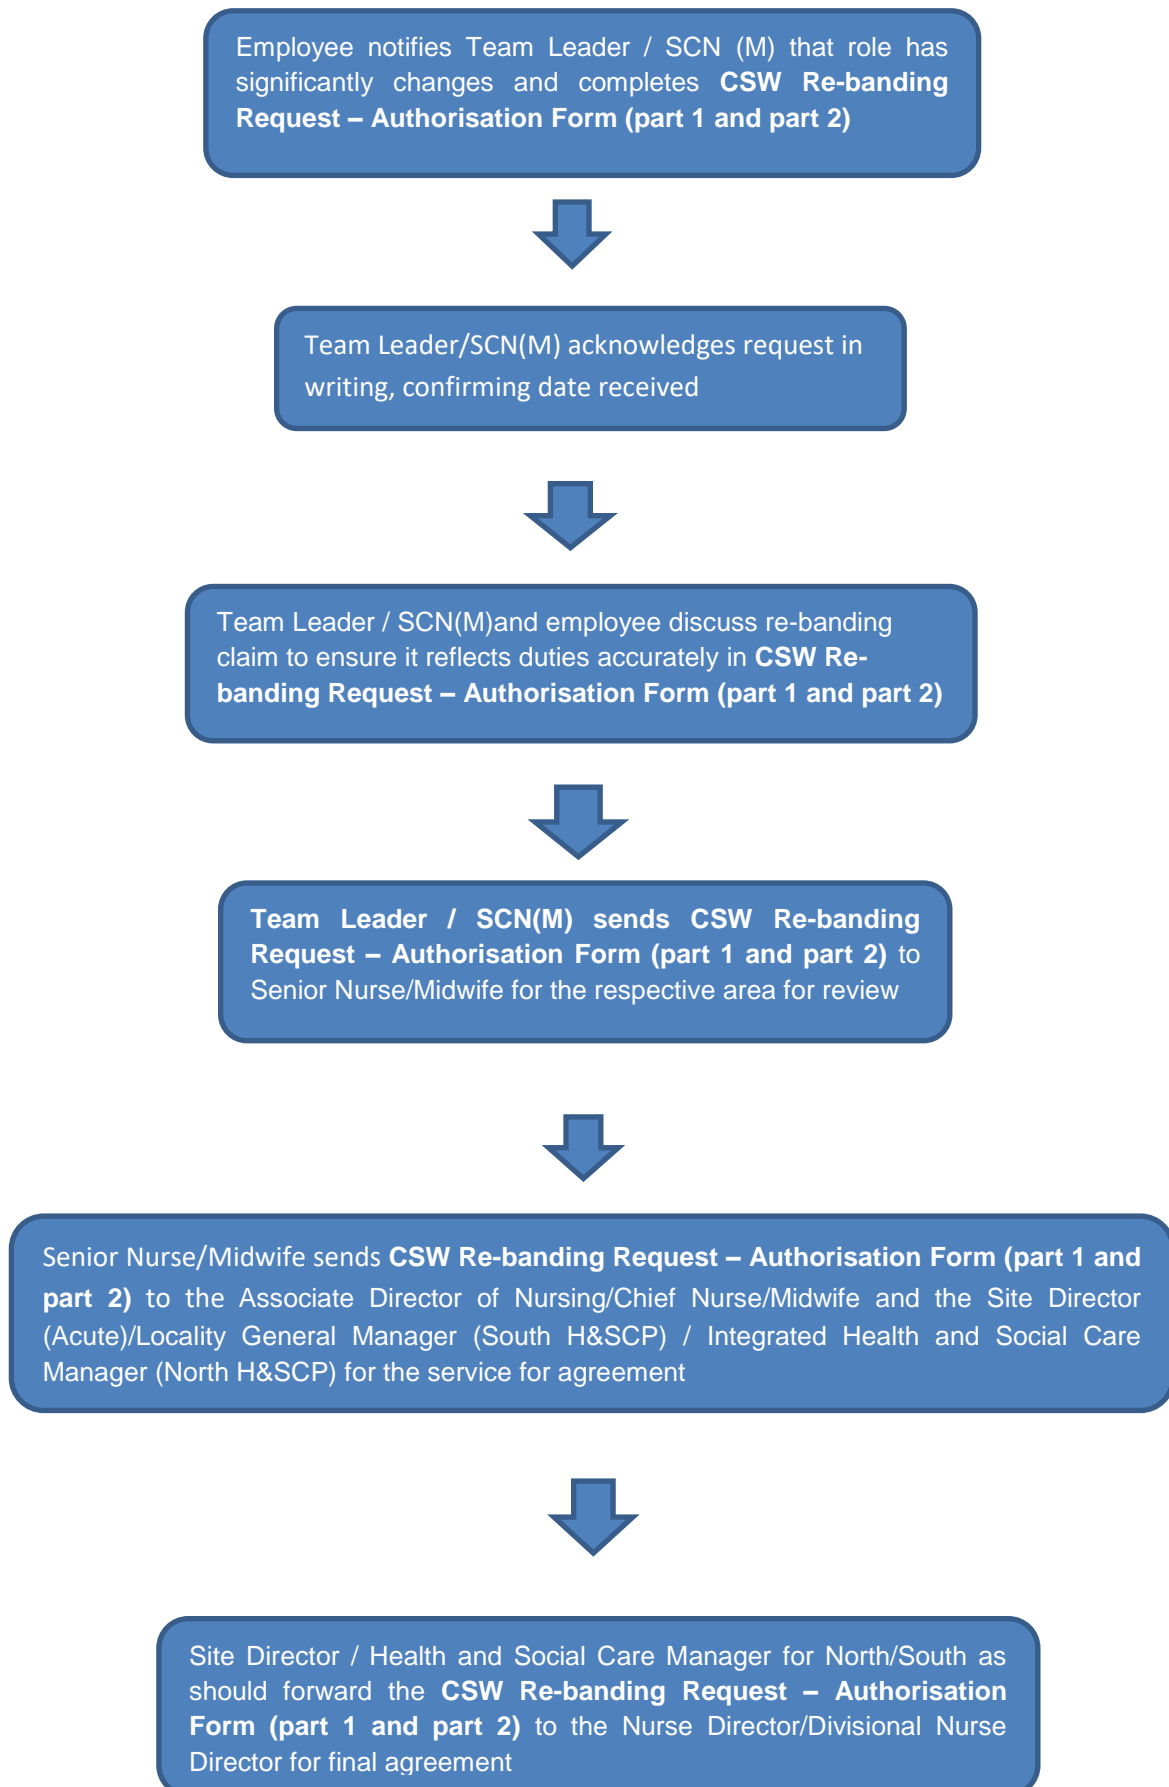 Employee notifies Team Leader / SCN (M) that role has
significantly changes and completes CSW Re-banding
Request – Authorisation Form (part 1 and part 2)
Team Leader/SCN(M) acknowledges request in
writing, confirming date received
Team Leader / SCN(M)and employee discuss re-banding
claim to ensure it reflects duties accurately in CSW Re-
banding Request – Authorisation Form (part 1 and part 2)
Team Leader / SCN(M) sends CSW Re-banding
Request – Authorisation Form (part 1 and part 2) to
Senior Nurse/Midwife for the respective area for review
Senior Nurse/Midwife sends CSW Re-banding Request – Authorisation Form (part 1 and
part 2) to the Associate Director of Nursing/Chief Nurse/Midwife and the Site Director
(Acute)/Locality General Manager (South H&SCP) / Integrated Health and Social Care
Manager (North H&SCP) for the service for agreement
Site Director / Health and Social Care Manager for North/South as
should forward the CSW Re-banding Request – Authorisation
Form (part 1 and part 2) to the Nurse Director/Divisional Nurse
Director for final agreement